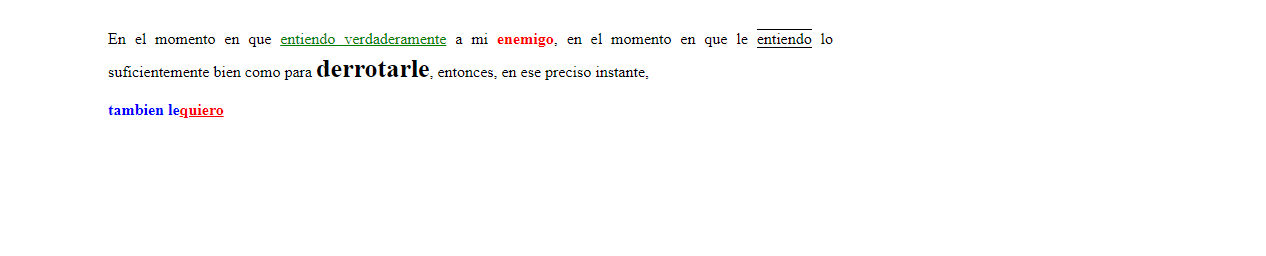 En el momento en que entiendo verdaderamente a mi enemigo, en el momento en que le entiendo lo
suficientemente bien como para derrotarle, entonces, en ese preciso instante,
tambien lequiero